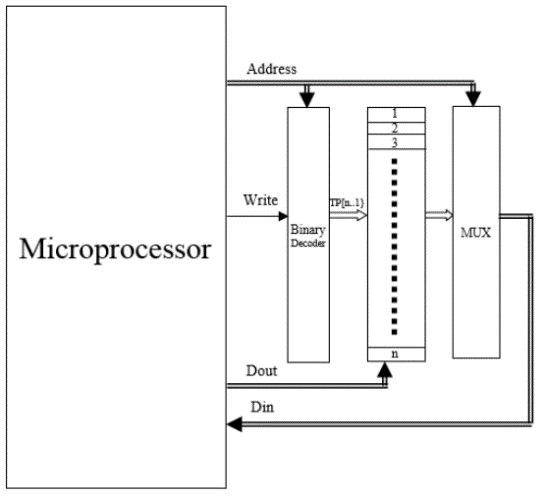 Address
1
2
3
Write
TP[n..1}
Binary
Decoder
MUX
Microprocessor
n
Dout
Din